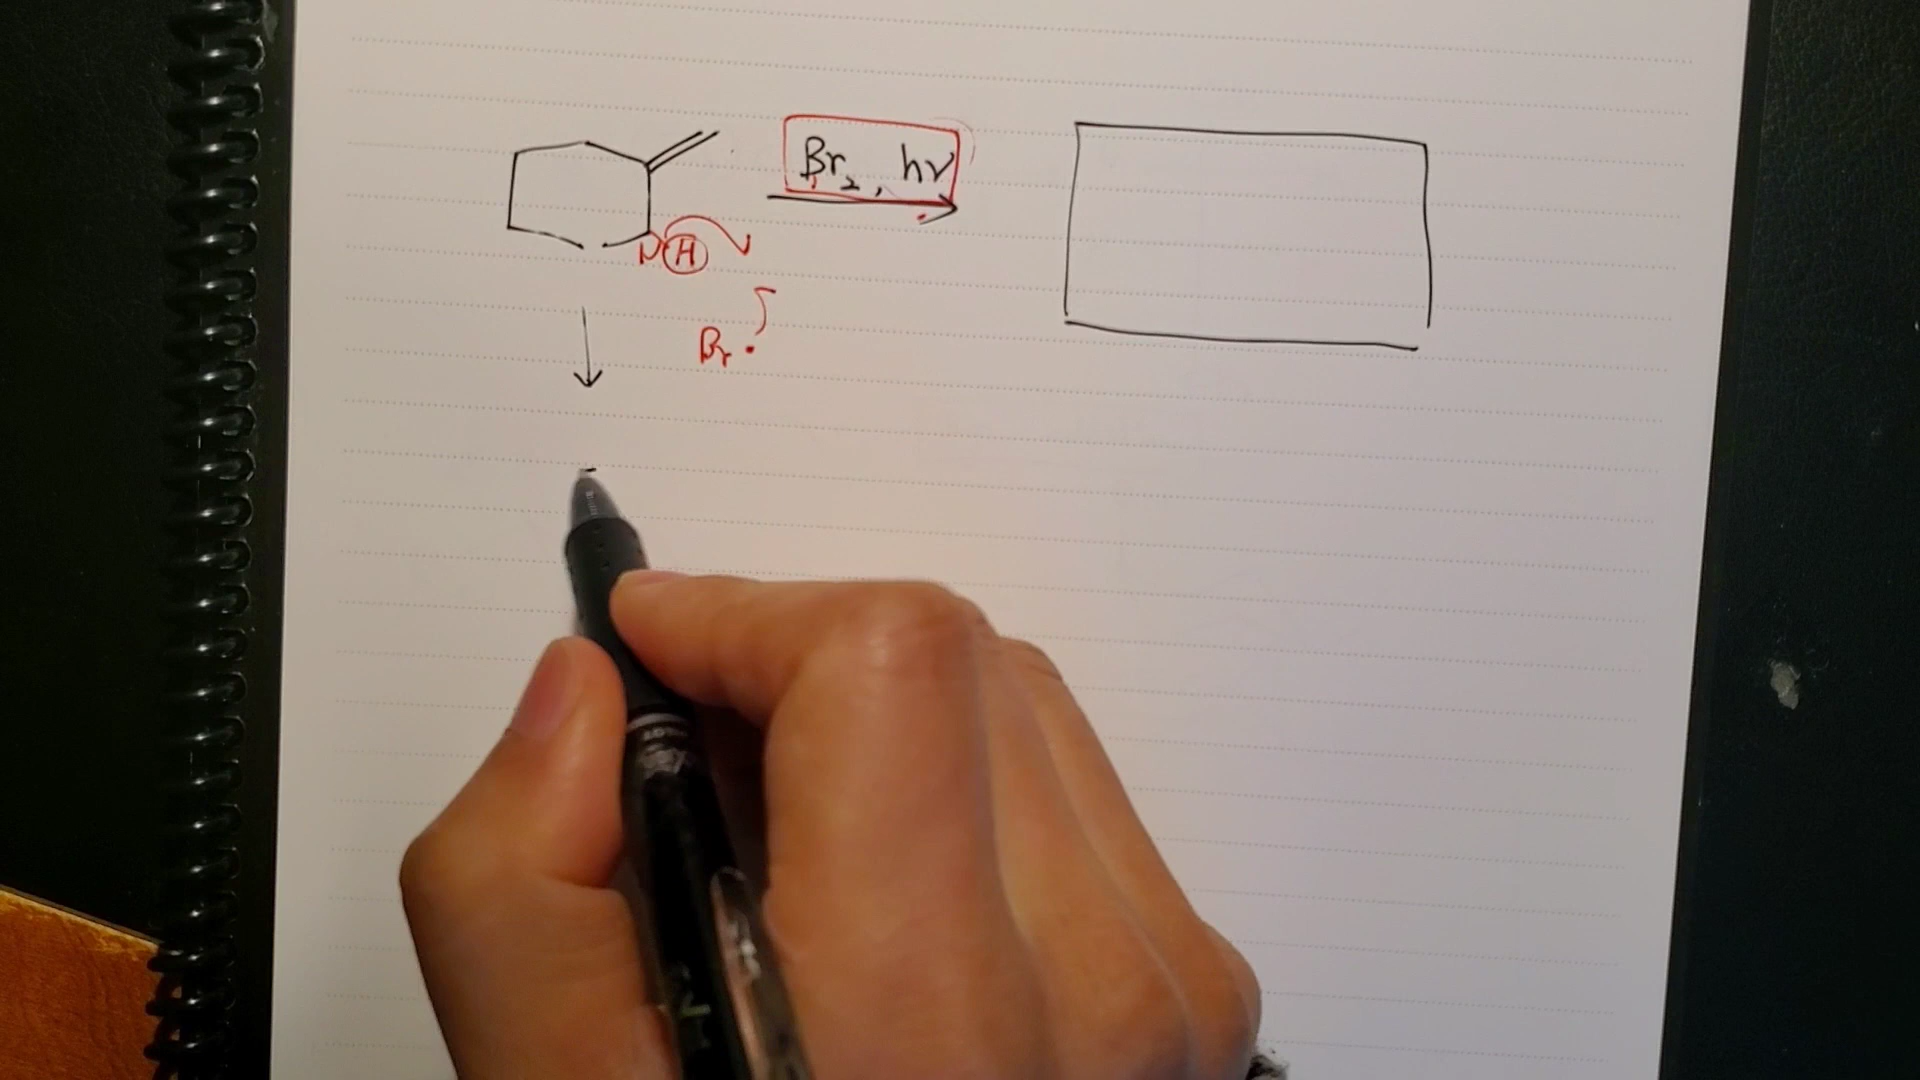 Br₂, hν
H
Br •